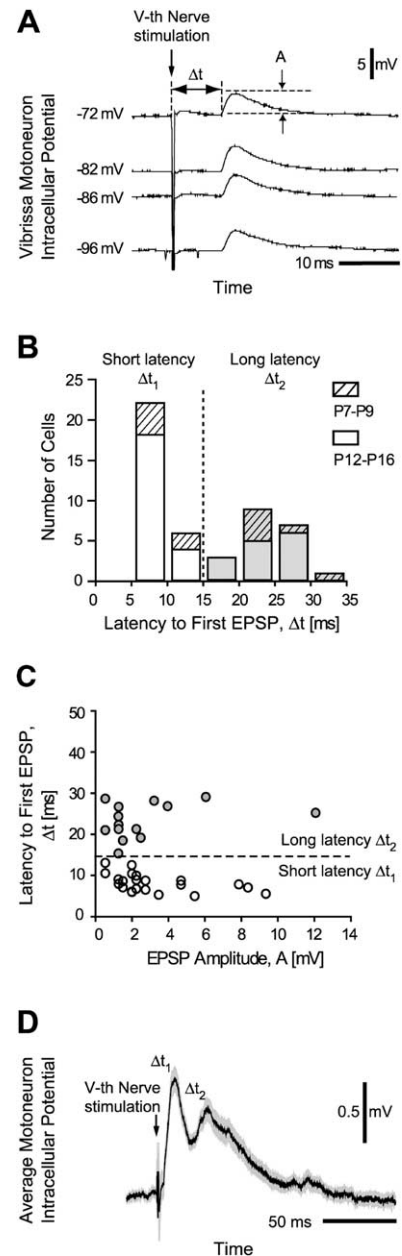 A
V-th Nerve
stimulation
Δt
A
5 mV
-72 mV
-82 mV
-86 mV
-96 mV
Vibrissa Motoneuron
Intracellular Potential
10 ms
Time
B
Short latency
Δt1
Long latency
Δt2
P7-P9
P12-P16
Number of Cells
25
20
15
10
5
0
0 5 10 15 20 25 30 35
Latency to First EPSP, Δt [ms]
C
Latency to First EPSP,
Δt [ms]
50
40
30
20
10
0
Long latency Δt2
Short latency Δt1
0 2 4 6 8 10 12 14
EPSP Amplitude, A [mV]
D
Δt1
Δt2
V-th Nerve
stimulation
0.5 mV
Average Motoneuron
Intracellular Potential
50 ms
Time